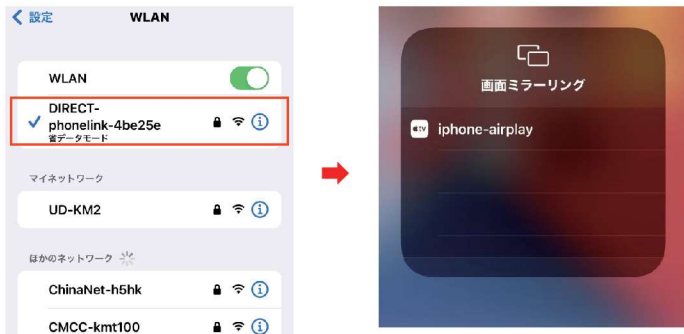 設定
WLAN
WLAN
DIRECT-
phonelink-4be25e
省データモード
マイネットワーク
UD-KM2
ほかのネットワーク
ChinaNet-h5hk
CMCC-kmt100
画面ミラーリング
tv
iphone-airplay